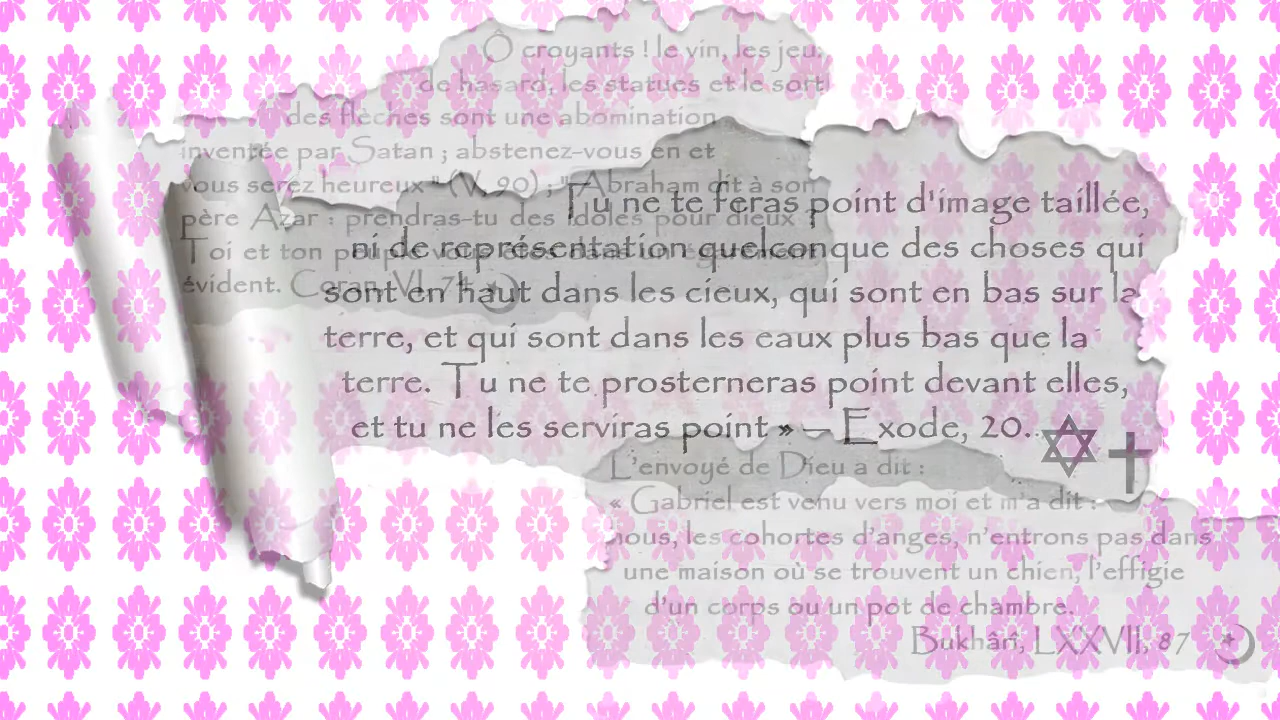 Ô croyants ! le vin, les jeux
de hasard, les statues et le sort
des flèches sont une abomination
inventée par Satan ; abstenez-vous en et
vous serez heureux " (V, 90) ; " Abraham dit à son
père Azar : prendras-tu des idoles pour dieux ?
Toi et ton peuple vous êtes dans un égarement
évident. Coran, VI, 74
Tu ne te feras point d'image taillée,
ni de représentation quelconque des choses qui
sont en haut dans les cieux, qui sont en bas sur la
terre, et qui sont dans les eaux plus bas que la
terre. Tu ne te prosterneras point devant elles,
et tu ne les serviras point » — Exode, 20...
L'envoyé de Dieu a dit :
« Gabriel est venu vers moi et m'a dit :
nous, les cohortes d'anges, n'entrons pas dans
une maison où se trouvent un chien, l'effigie
d'un corps ou un pot de chambre.
Bukhârî, LXXVII, 87